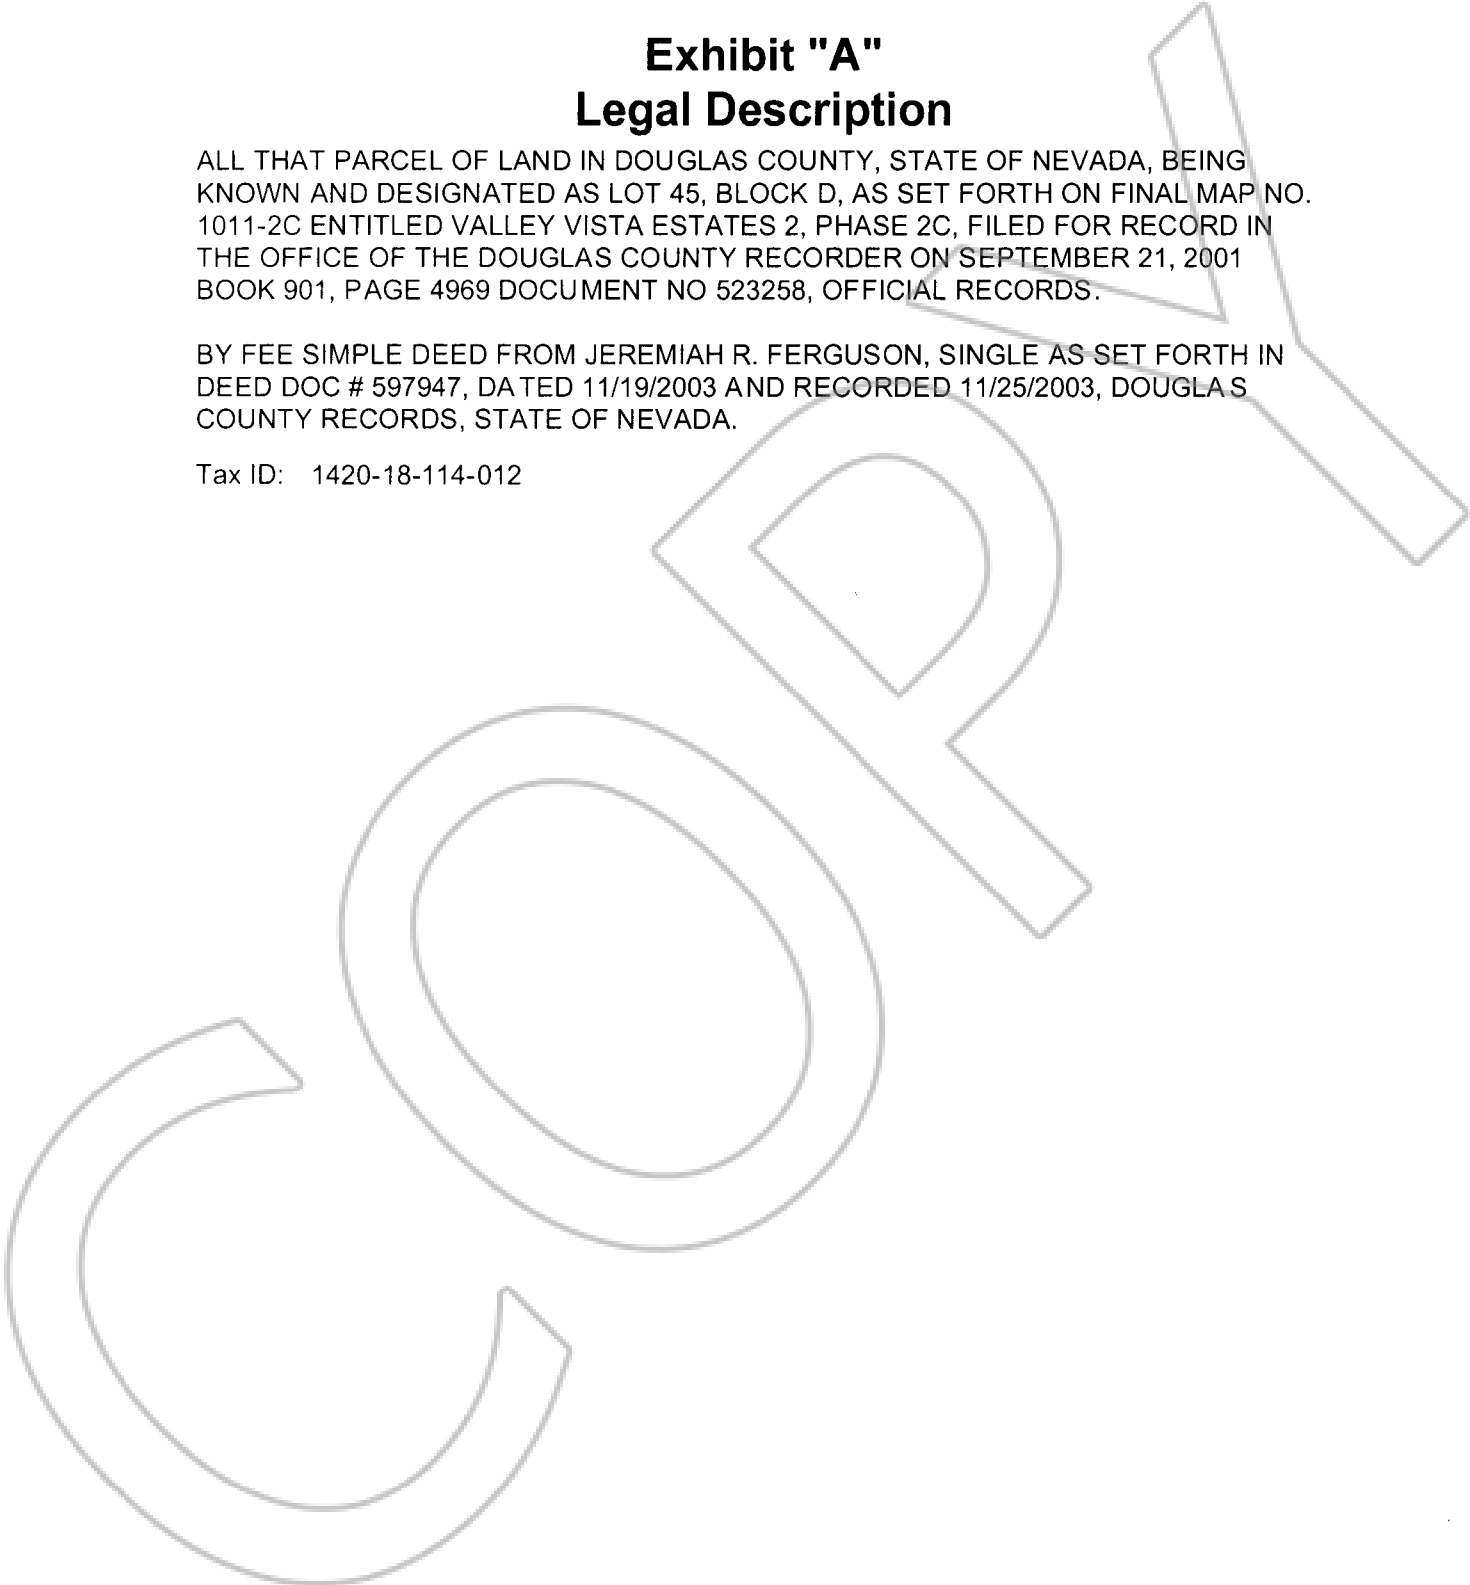 Exhibit "A"
Legal Description
ALL THAT PARCEL OF LAND IN DOUGLAS COUNTY, STATE OF NEVADA, BEING
KNOWN AND DESIGNATED AS LOT 45, BLOCK D, AS SET FORTH ON FINAL MAP NO.
1011-2C ENTITLED VALLEY VISTA ESTATES 2, PHASE 2C, FILED FOR RECORD IN
THE OFFICE OF THE DOUGLAS COUNTY RECORDER ON SEPTEMBER 21, 2001
BOOK 901, PAGE 4969 DOCUMENT NO 523258, OFFICIAL RECORDS.
BY FEE SIMPLE DEED FROM JEREMIAH R. FERGUSON, SINGLE AS SET FORTH IN
DEED DOC # 597947, DATED 11/19/2003 AND RECORDED 11/25/2003, DOUGLAS
COUNTY RECORDS, STATE OF NEVADA.
Tax ID: 1420-18-114-012
COPY